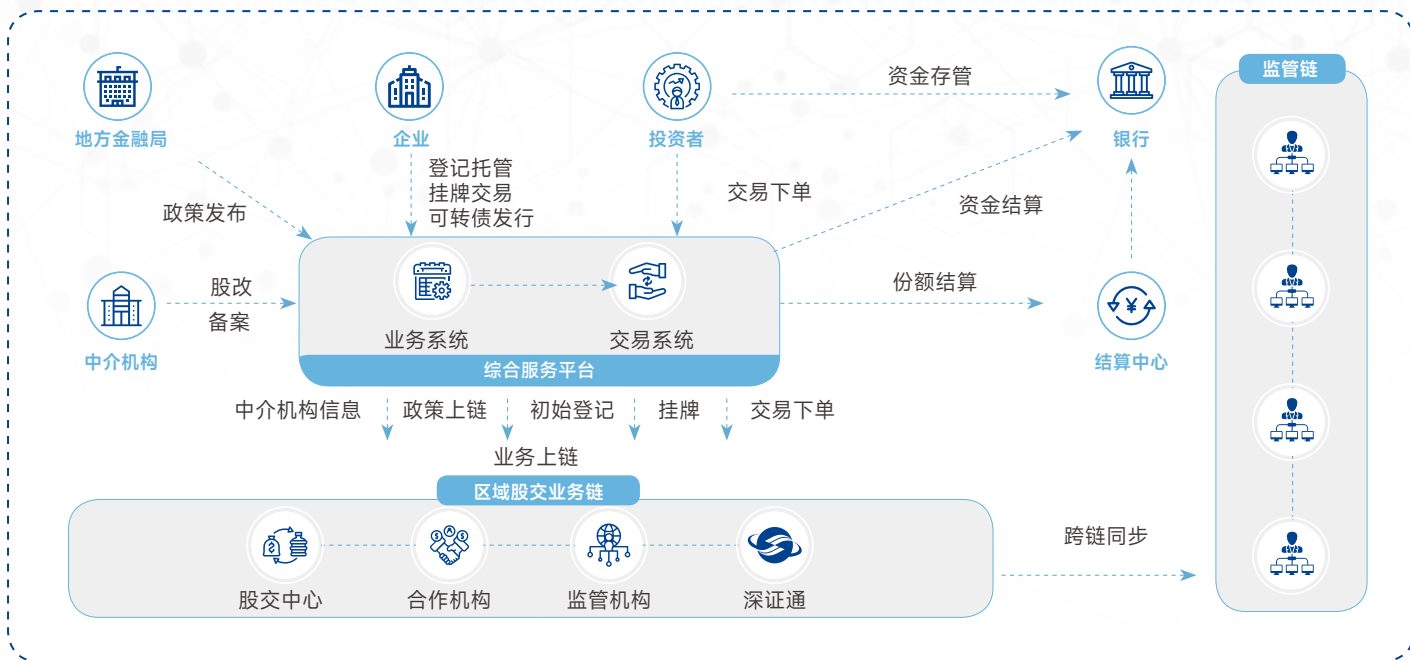 监管链
资金存管
地方金融局
企业
投资者
银行
登记托管
挂牌交易
可转债发行
交易下单
政策发布
资金结算
股改
备案
份额结算
业务系统
交易系统
中介机构
结算中心
综合服务平台
中介机构信息
政策上链
初始登记
挂牌
交易下单
业务上链
区域股交业务链
跨链同步
股交中心
合作机构
监管机构
深证通